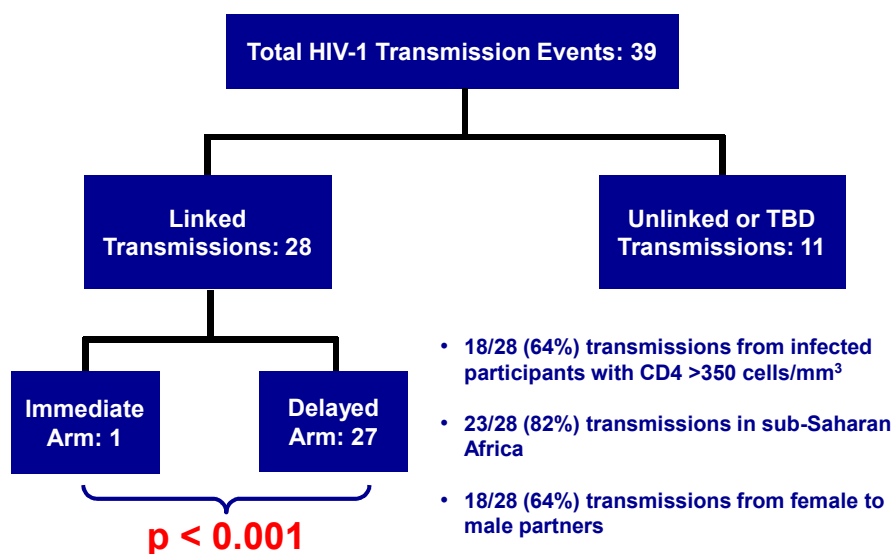 Total HIV-1 Transmission Events: 39
Linked
Transmissions: 28
Unlinked or TBD
Transmissions: 11
Immediate
Arm: 1
Delayed
Arm: 27
p < 0.001
• 18/28 (64%) transmissions from infected
participants with CD4 >350 cells/mm³
• 23/28 (82%) transmissions in sub-Saharan
Africa
• 18/28 (64%) transmissions from female to
male partners